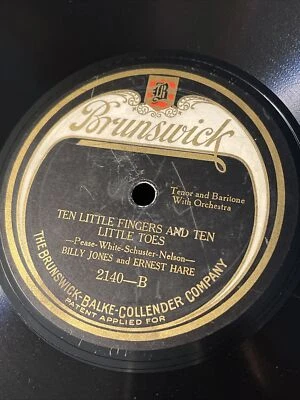 B
Brunswick
Tenor and Baritone
With Orchestra
TEN LITTLE FINGERS AND TEN
LITTLE TOES
—Pease-White-Schuster-Nelson—
BILLY JONES and ERNEST HARE
2140—B
THE BRUNSWICK-BALKE-COLLENDER COMPANY
PATENT APPLIED FOR